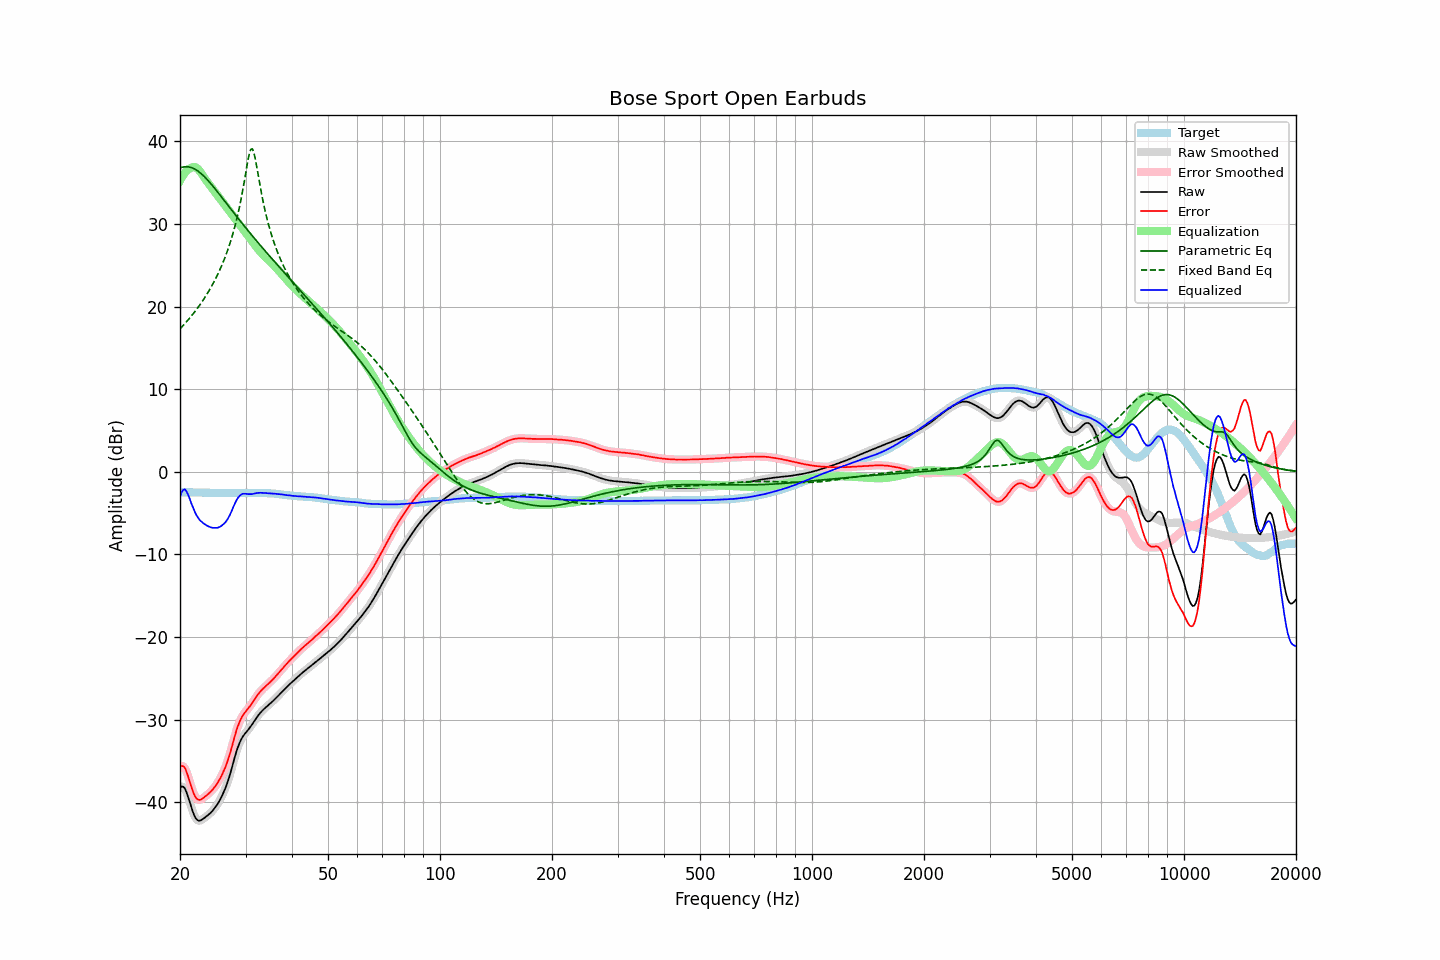 Bose Sport Open Earbuds
Target
Raw Smoothed
Error Smoothed
Raw
Error
Equalization
Parametric Eq
Fixed Band Eq
Equalized
Amplitude (dBr)
40
30
20
10
0
−10
−20
−30
−40
20
50
100
200
500
1000
2000
5000
10000
20000
Frequency (Hz)